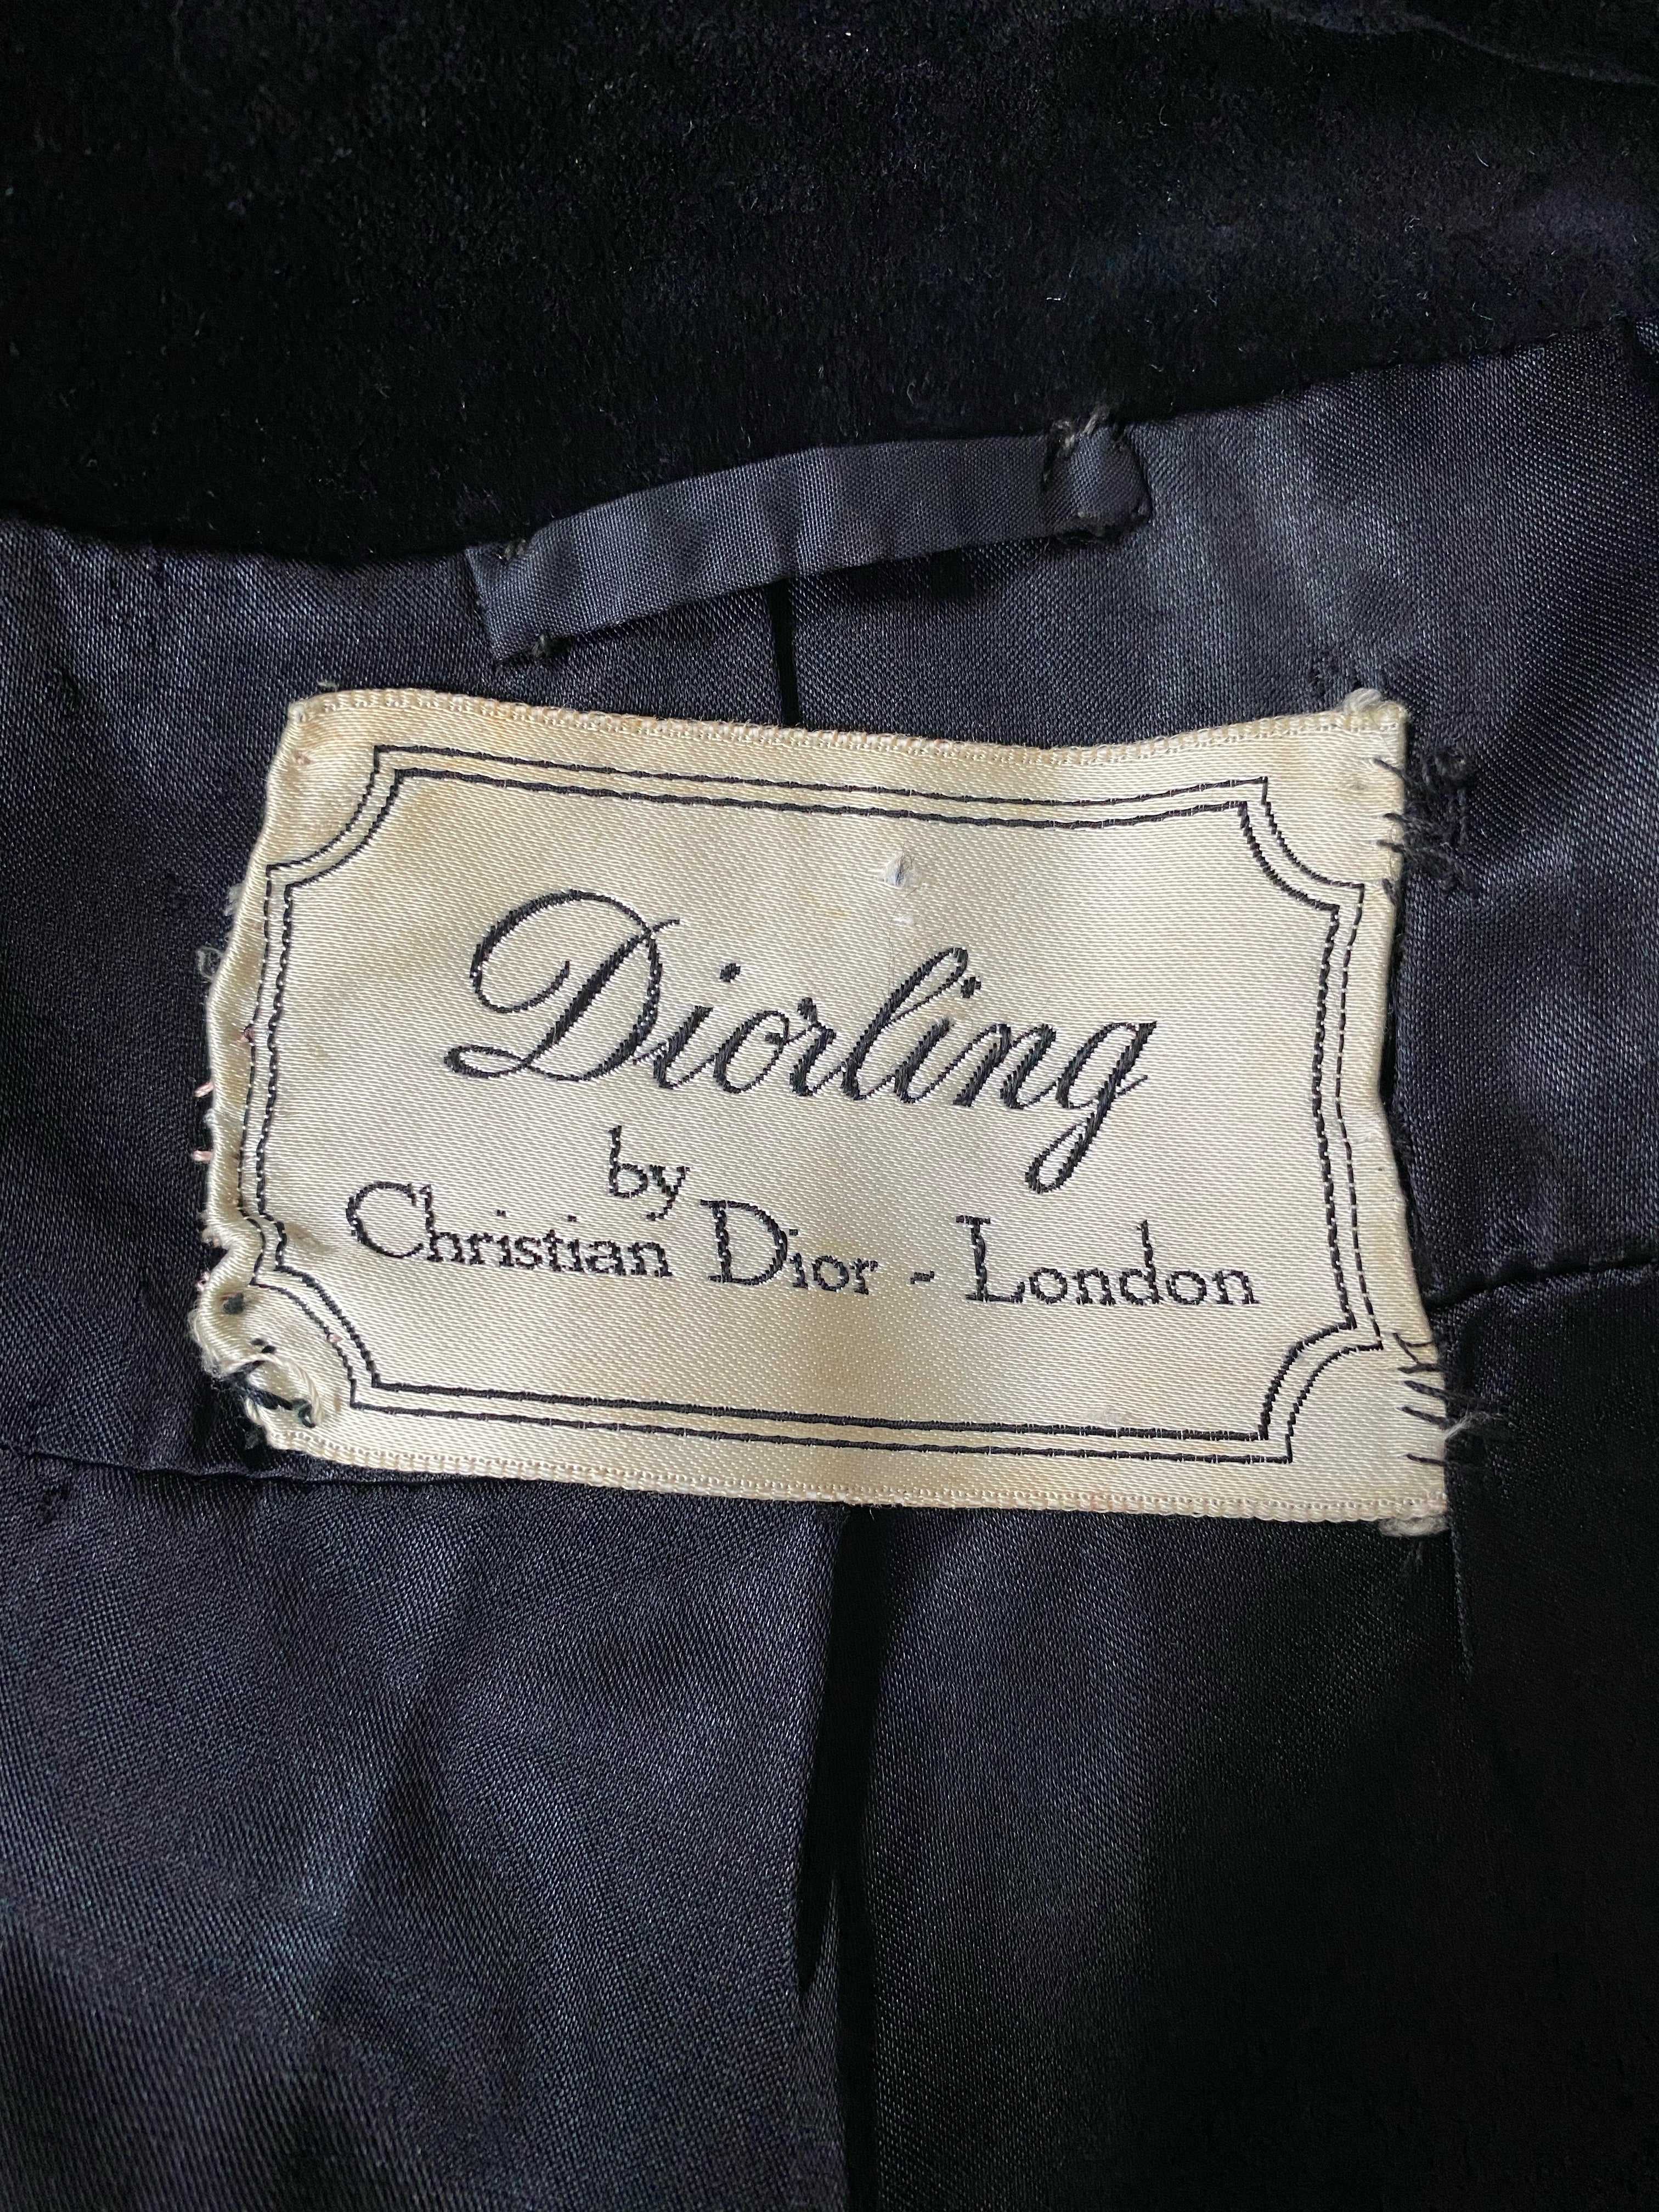 Diorling
by
Christian Dior - London